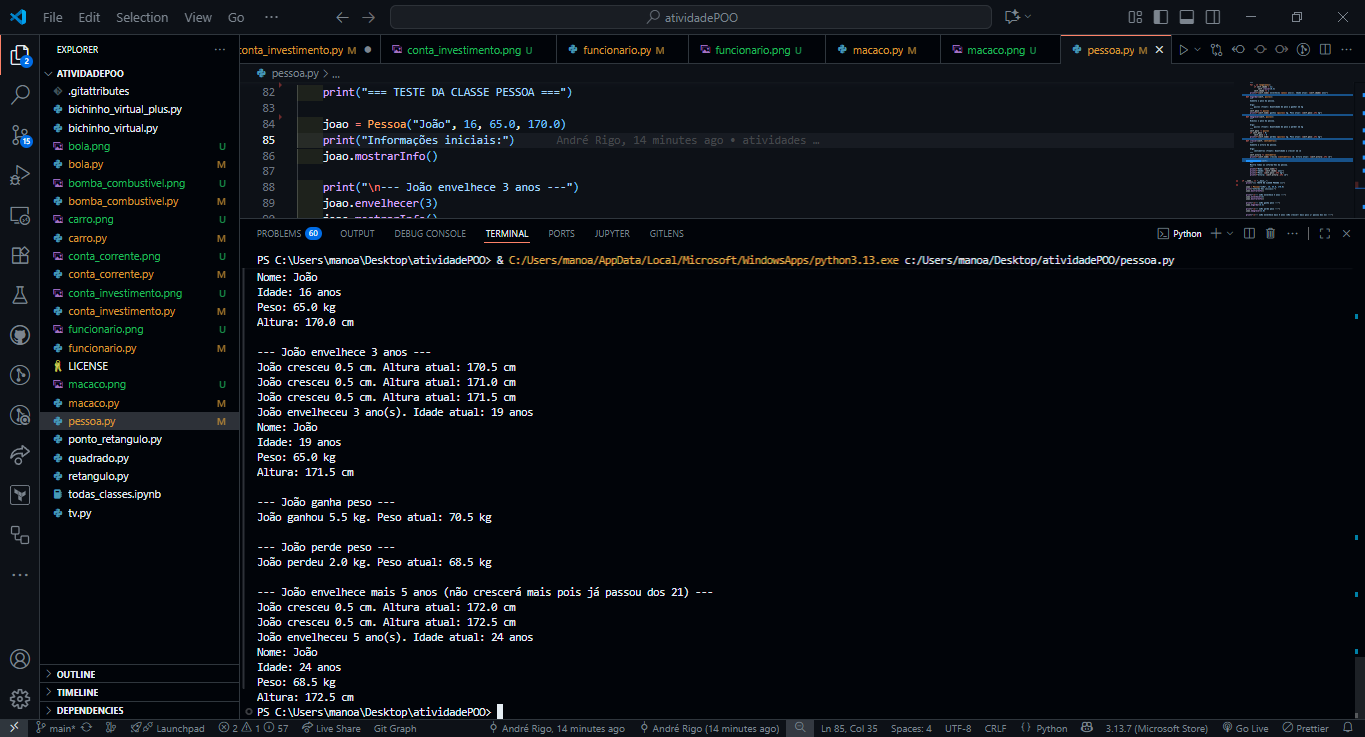 File Edit Selection View Go ··· atividadePOO
EXPLORER ···
ATIVIDADEPOO
.gitattributes
bichinho_virtual_plus.py
bichinho_virtual.py
bola.png U
bola.py M
bomba_combustivel.png U
bomba_combustivel.py M
carro.png U
carro.py M
conta_corrente.png U
conta_corrente.py M
conta_investimento.png U
conta_investimento.py M
funcionario.png U
funcionario.py M
LICENSE
macaco.png U
macaco.py M
pessoa.py M
ponto_retangulo.py
quadrado.py
retangulo.py
todas_classes.ipynb
tv.py
OUTLINE
TIMELINE
DEPENDENCIES
2
15
conta_investimento.py M conta_investimento.png U funcionario.py M funcionario.png U macaco.py M macaco.png U pessoa.py M
pessoa.py > ...
82 print("=== TESTE DA CLASSE PESSOA ===")
83
84 joao = Pessoa("João", 16, 65.0, 170.0)
85 print("Informações iniciais:") André Rigo, 14 minutes ago • atividades …
86 joao.mostrarInfo()
87
88 print("\n--- João envelhece 3 anos ---")
89 joao.envelhecer(3)
90 joao.mostrarInfo()
PROBLEMS 60 OUTPUT DEBUG CONSOLE TERMINAL PORTS JUPYTER GITLENS Python
PS C:\Users\manoa\Desktop\atividadePOO> & C:/Users/manoa/AppData/Local/Microsoft/WindowsApps/python3.13.exe c:/Users/manoa/Desktop/atividadePOO/pessoa.py
Nome: João
Idade: 16 anos
Peso: 65.0 kg
Altura: 170.0 cm
--- João envelhece 3 anos ---
João cresceu 0.5 cm. Altura atual: 170.5 cm
João cresceu 0.5 cm. Altura atual: 171.0 cm
João cresceu 0.5 cm. Altura atual: 171.5 cm
João envelheceu 3 ano(s). Idade atual: 19 anos
Nome: João
Idade: 19 anos
Peso: 65.0 kg
Altura: 171.5 cm
--- João ganha peso ---
João ganhou 5.5 kg. Peso atual: 70.5 kg
--- João perde peso ---
João perdeu 2.0 kg. Peso atual: 68.5 kg
--- João envelhece mais 5 anos (não crescerá mais pois já passou dos 21) ---
João cresceu 0.5 cm. Altura atual: 172.0 cm
João cresceu 0.5 cm. Altura atual: 172.5 cm
João envelheceu 5 ano(s). Idade atual: 24 anos
Nome: João
Idade: 24 anos
Peso: 68.5 kg
Altura: 172.5 cm
PS C:\Users\manoa\Desktop\atividadePOO>
main* Launchpad 2 1 57 Live Share Git Graph André Rigo, 14 minutes ago André Rigo (14 minutes ago) Ln 85, Col 35 Spaces: 4 UTF-8 CRLF Python 3.13.7 (Microsoft Store) Go Live Prettier